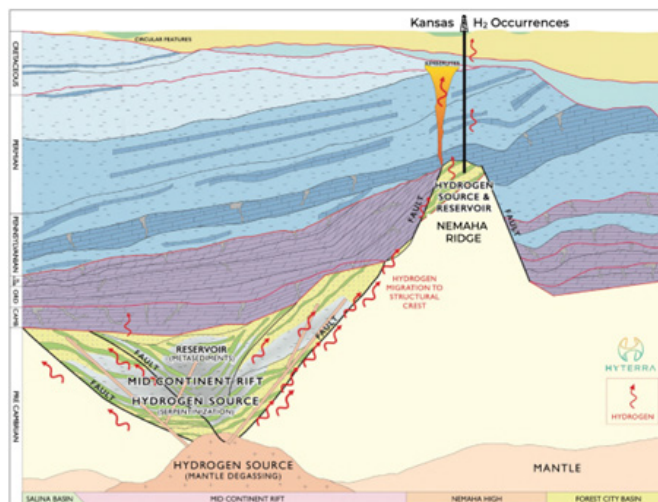 Kansas H₂ Occurrences
CIRCULAR FEATURES
CRETACEOUS
PERMIAN
PENNSYLVANIAN
ORD
CAMB
PRE CAMBRIAN
HYDROGEN
SOURCE &
RESERVOIR
NEMAHA
RIDGE
FAULT
FAULT
HYDROGEN
MIGRATION TO
STRUCTURAL
CREST
RESERVOIR
(METASEDIMENTS)
FAULT
MID CONTINENT RIFT
HYDROGEN SOURCE
(SERPENTINIZATION)
FAULT
FAULT
HYTERRA
HYDROGEN
HYDROGEN SOURCE
(MANTLE DEGASSING)
MANTLE
SALINA BASIN
MID CONTINENT RIFT
NEMAHA HIGH
FOREST CITY BASIN